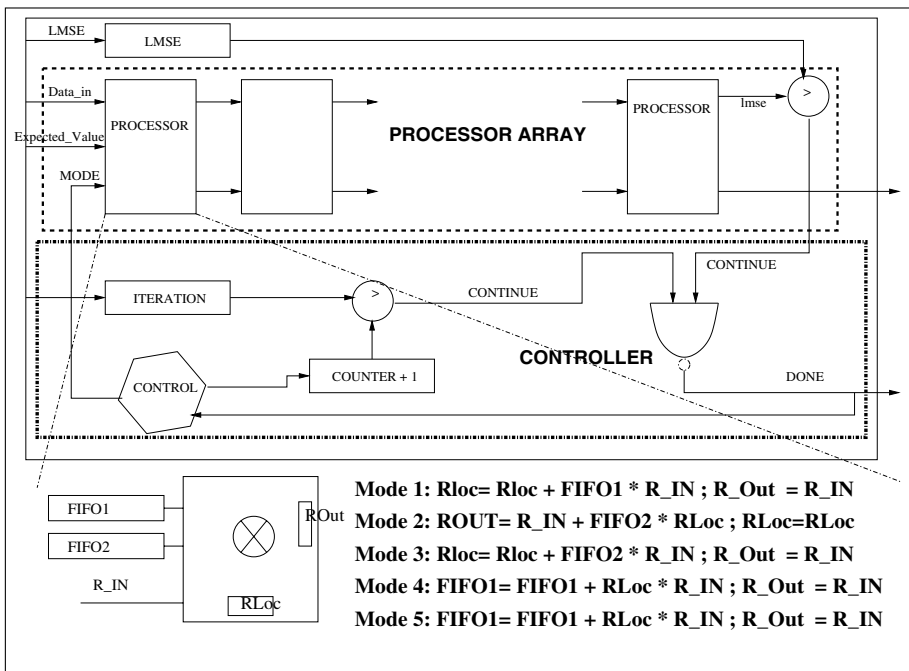 LMSE
LMSE
>
Data_in
PROCESSOR
PROCESSOR
lmse
Expected_Value
PROCESSOR ARRAY
MODE
CONTINUE
ITERATION
>
CONTINUE
CONTROLLER
CONTROL
COUNTER + 1
DONE
FIFO1
ROut
FIFO2
R_IN
RLoc
Mode 1: Rloc= Rloc + FIFO1 * R_IN ; R_Out = R_IN
Mode 2: ROUT= R_IN + FIFO2 * RLoc ; RLoc=RLoc
Mode 3: Rloc= Rloc + FIFO2 * R_IN ; R_Out = R_IN
Mode 4: FIFO1= FIFO1 + RLoc * R_IN ; R_Out = R_IN
Mode 5: FIFO1= FIFO1 + RLoc * R_IN ; R_Out = R_IN